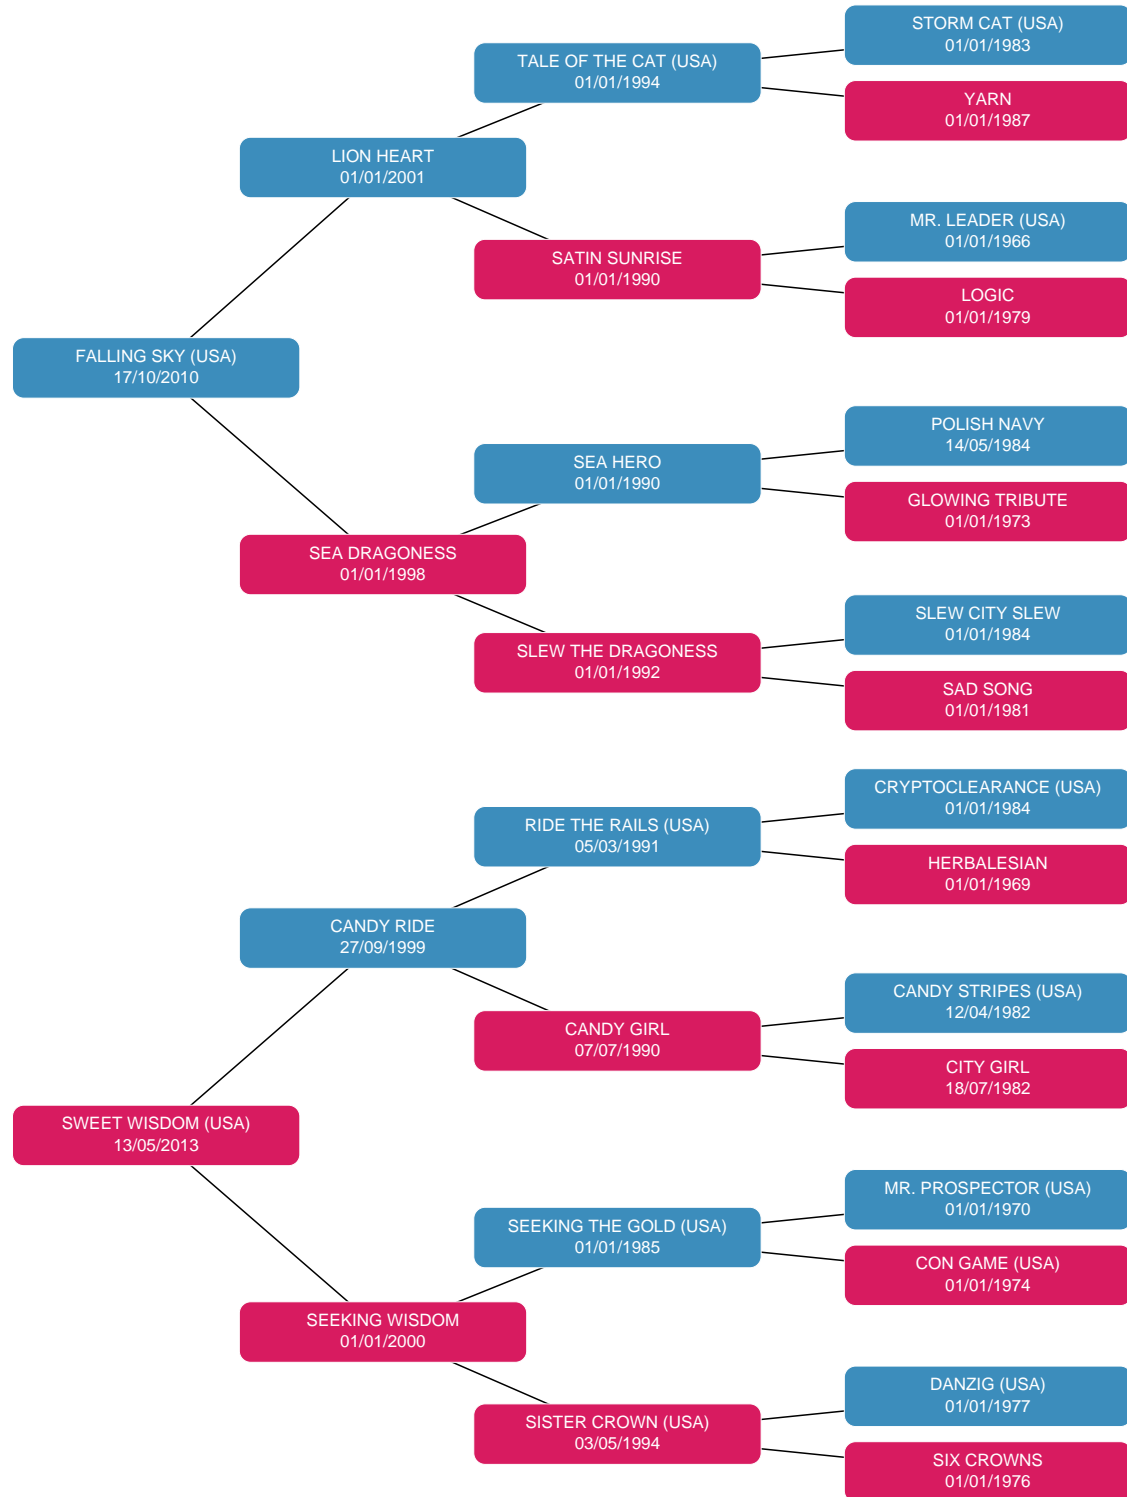 STORM CAT (USA)
01/01/1983
TALE OF THE CAT (USA)
01/01/1994
YARN
01/01/1987
LION HEART
01/01/2001
MR. LEADER (USA)
01/01/1966
SATIN SUNRISE
01/01/1990
LOGIC
01/01/1979
FALLING SKY (USA)
17/10/2010
POLISH NAVY
14/05/1984
SEA HERO
01/01/1990
GLOWING TRIBUTE
01/01/1973
SEA DRAGONESS
01/01/1998
SLEW CITY SLEW
01/01/1984
SLEW THE DRAGONESS
01/01/1992
SAD SONG
01/01/1981
CRYPTOCLEARANCE (USA)
01/01/1984
RIDE THE RAILS (USA)
05/03/1991
HERBALESIAN
01/01/1969
CANDY RIDE
27/09/1999
CANDY STRIPES (USA)
12/04/1982
CANDY GIRL
07/07/1990
CITY GIRL
18/07/1982
SWEET WISDOM (USA)
13/05/2013
MR. PROSPECTOR (USA)
01/01/1970
SEEKING THE GOLD (USA)
01/01/1985
CON GAME (USA)
01/01/1974
SEEKING WISDOM
01/01/2000
DANZIG (USA)
01/01/1977
SISTER CROWN (USA)
03/05/1994
SIX CROWNS
01/01/1976